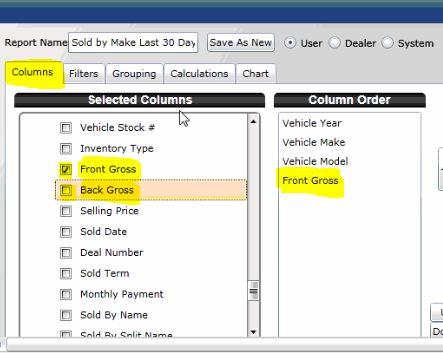 Report Name Sold by Make Last 30 Day Save As New User Dealer System
Columns Filters Grouping Calculations Chart
Selected Columns
Vehicle Stock #
Inventory Type
Front Gross
Back Gross
Selling Price
Sold Date
Deal Number
Sold Term
Monthly Payment
Sold By Name
Sold By Split Name
Column Order
Vehicle Year
Vehicle Make
Vehicle Model
Front Gross